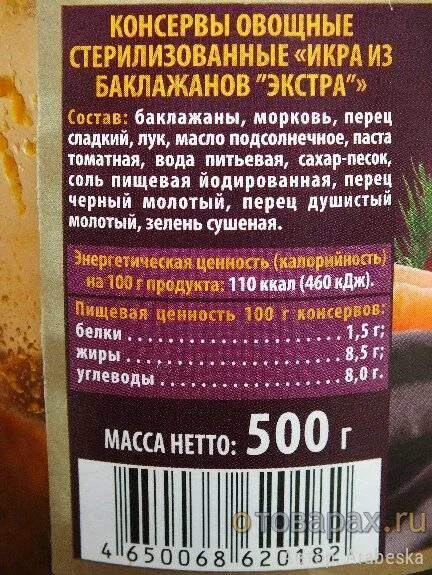 КОНСЕРВЫ ОВОЩНЫЕ
СТЕРИЛИЗОВАННЫЕ «ИКРА ИЗ
БАКЛАЖАНОВ "ЭКСТРА"»
Состав: баклажаны, морковь, перец
сладкий, лук, масло подсолнечное, паста
томатная, вода питьевая, сахар-песок,
соль пищевая йодированная, перец
черный молотый, перец душистый
молотый, зелень сушеная.
Энергетическая ценность (калорийность)
на 100 г продукта: 110 ккал (460 кДж).
Пищевая ценность 100 г консервов:
белки ........................ 1,5 г;
жиры ........................ 8,5 г;
углеводы .................... 8,0 г.
МАССА НЕТТО: 500 г
4 650068 620182
отоварах.ru